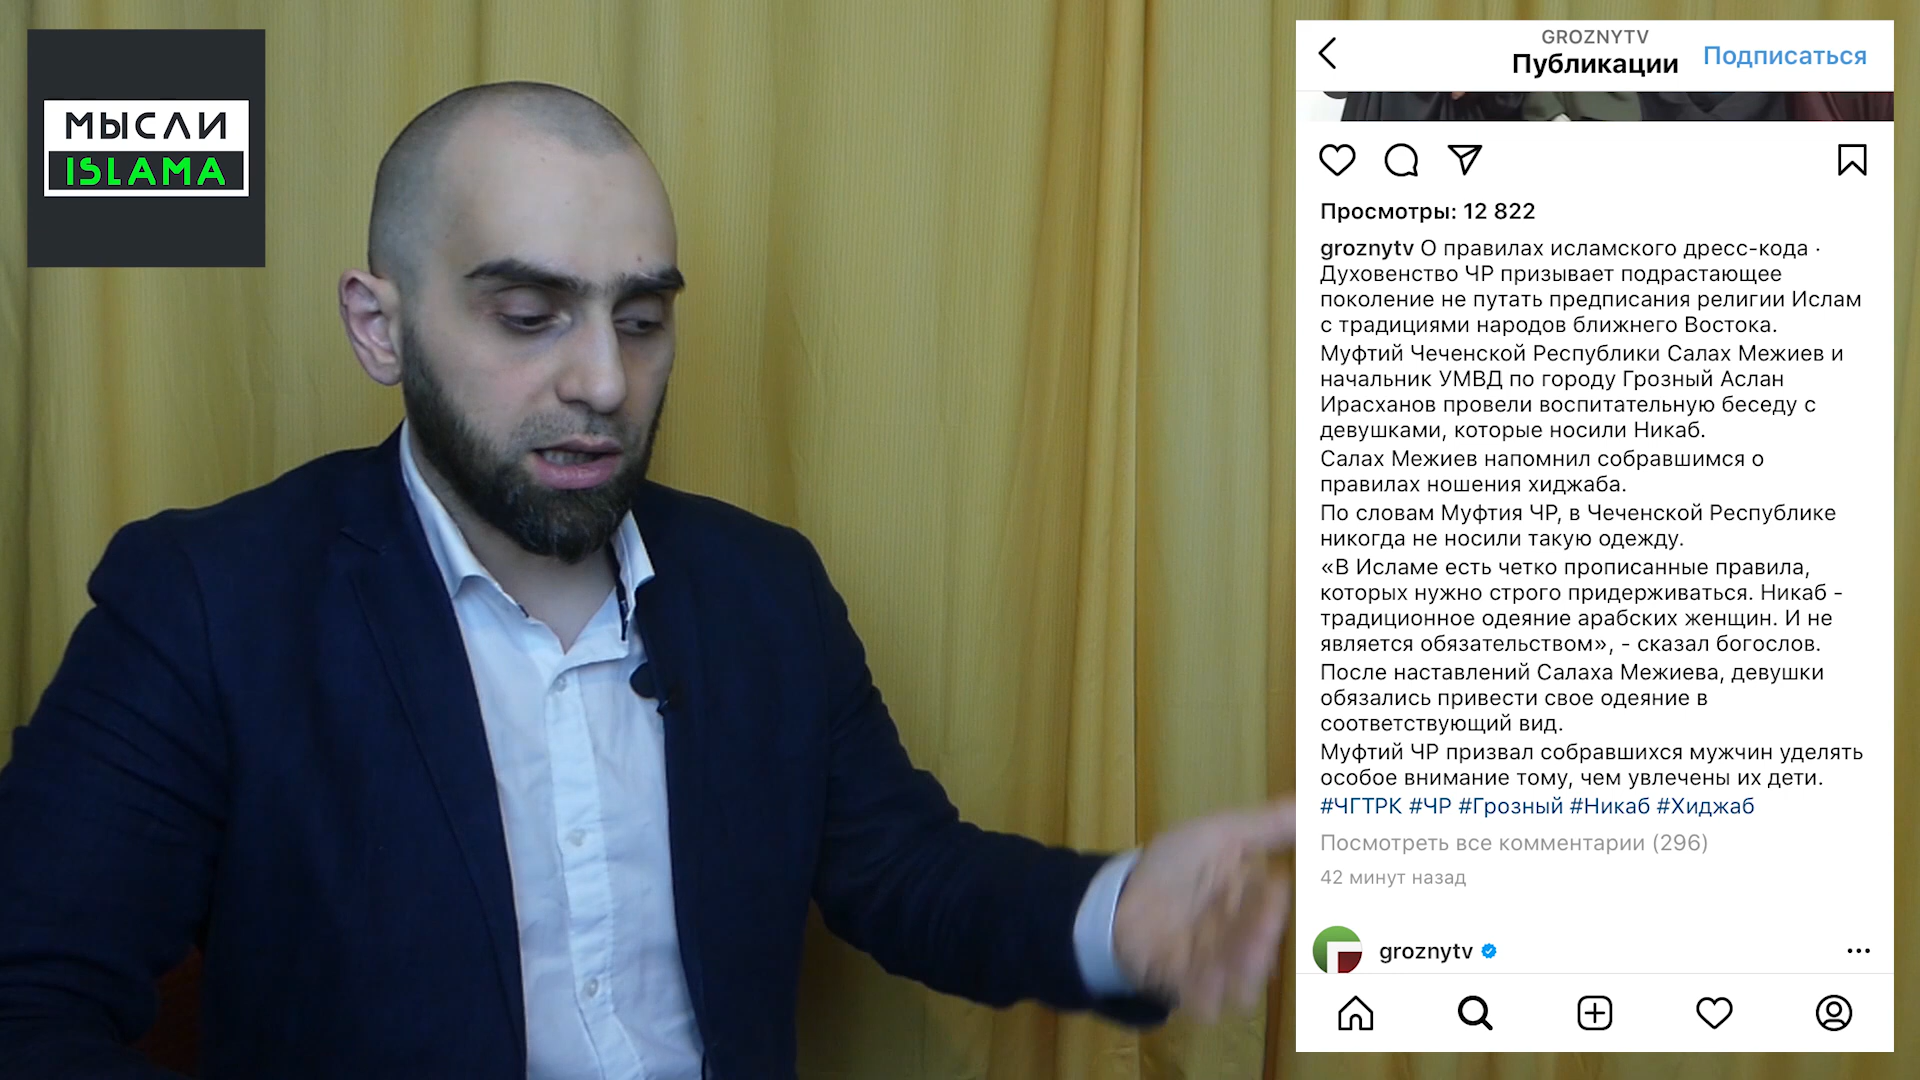 МЫСЛИ
ISLAMA
GROZNYTV
Публикации
Подписаться
Просмотры: 12 822
groznytv О правилах исламского дресс-кода ·
Духовенство ЧР призывает подрастающее
поколение не путать предписания религии Ислам
с традициями народов ближнего Востока.
Муфтий Чеченской Республики Салах Межиев и
начальник УМВД по городу Грозный Аслан
Ирасханов провели воспитательную беседу с
девушками, которые носили Никаб.
Салах Межиев напомнил собравшимся о
правилах ношения хиджаба.
По словам Муфтия ЧР, в Чеченской Республике
никогда не носили такую одежду.
«В Исламе есть четко прописанные правила,
которых нужно строго придерживаться. Никаб -
традиционное одеяние арабских женщин. И не
является обязательством», - сказал богослов.
После наставлений Салаха Межиева, девушки
обязались привести свое одеяние в
соответствующий вид.
Муфтий ЧР призвал собравшихся мужчин уделять
особое внимание тому, чем увлечены их дети.
#ЧГТРК #ЧР #Грозный #Никаб #Хиджаб
Посмотреть все комментарии (296)
42 минут назад
groznytv